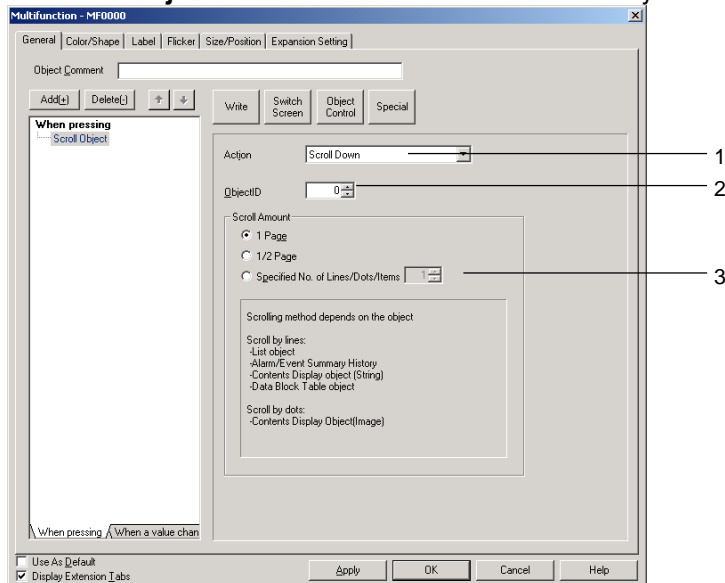 Multifunction - MF0000
General Color/Shape Label Flicker Size/Position Expansion Setting
Object Comment
Add(+) Delete(-)
Write Switch Screen Object Control Special
When pressing
Scroll Object
Action Scroll Down 1
ObjectID 0 2
Scroll Amount
1 Page
1/2 Page
Specified No. of Lines/Dots/Items 1 3
Scrolling method depends on the object
Scroll by lines:
-List object
-Alarm/Event Summary History
-Contents Display object (String)
-Data Block Table object
Scroll by dots:
-Contents Display Object(Image)
When pressing When a value chan
Use As Default
Display Extension Tabs
Apply OK Cancel Help